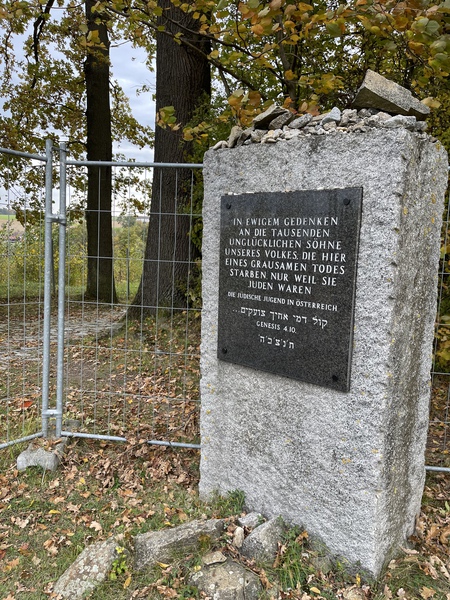 IN EWIGEM GEDENKEN
AN DIE TAUSENDEN
UNGLÜCKLICHEN SÖHNE
UNSERES VOLKES, DIE HIER
EINES GRAUSAMEN TODES
STARBEN NUR WEIL SIE
JUDEN WAREN
DIE JÜDISCHE JUGEND IN ÖSTERREICH
קול דמי אחיך צועקים...
GENESIS 4.10.
ת׳נ׳צ׳ב׳ה